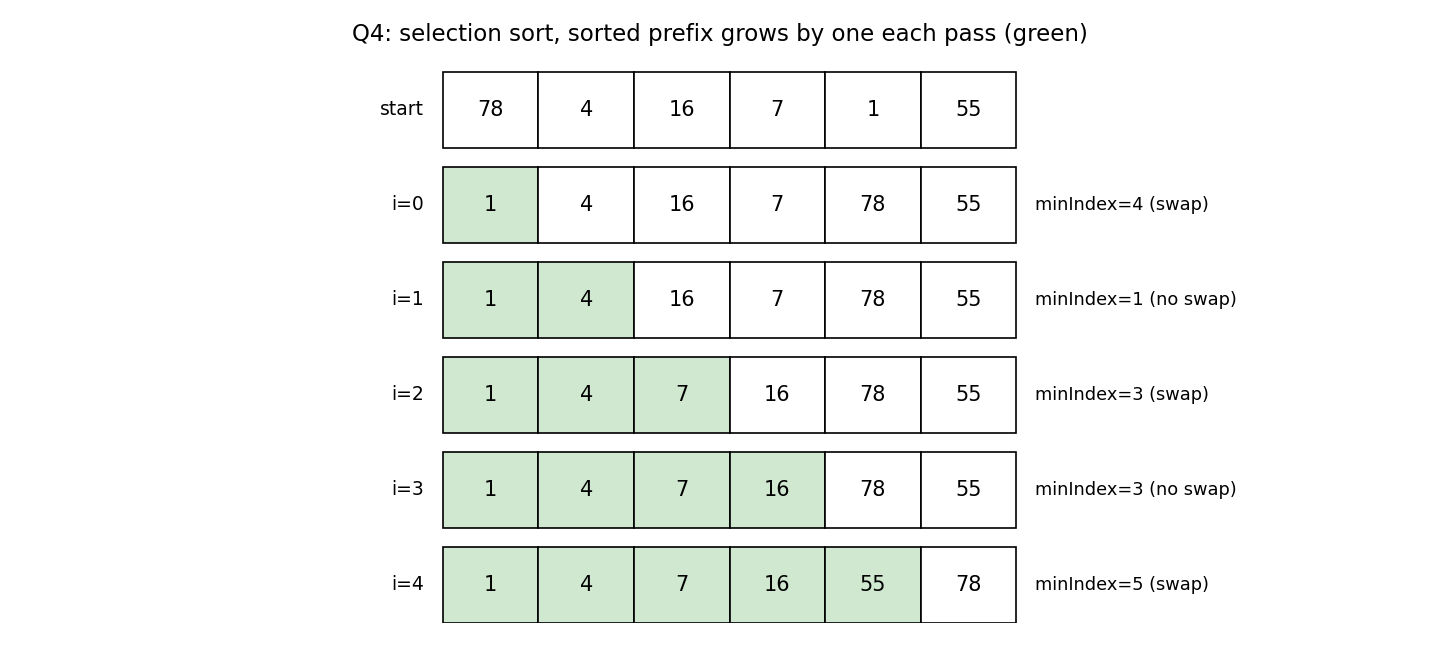 Q4: selection sort, sorted prefix grows by one each pass (green)
start 78 4 16 7 1 55
i=0 1 4 16 7 78 55 minIndex=4 (swap)
i=1 1 4 16 7 78 55 minIndex=1 (no swap)
i=2 1 4 7 16 78 55 minIndex=3 (swap)
i=3 1 4 7 16 78 55 minIndex=3 (no swap)
i=4 1 4 7 16 55 78 minIndex=5 (swap)